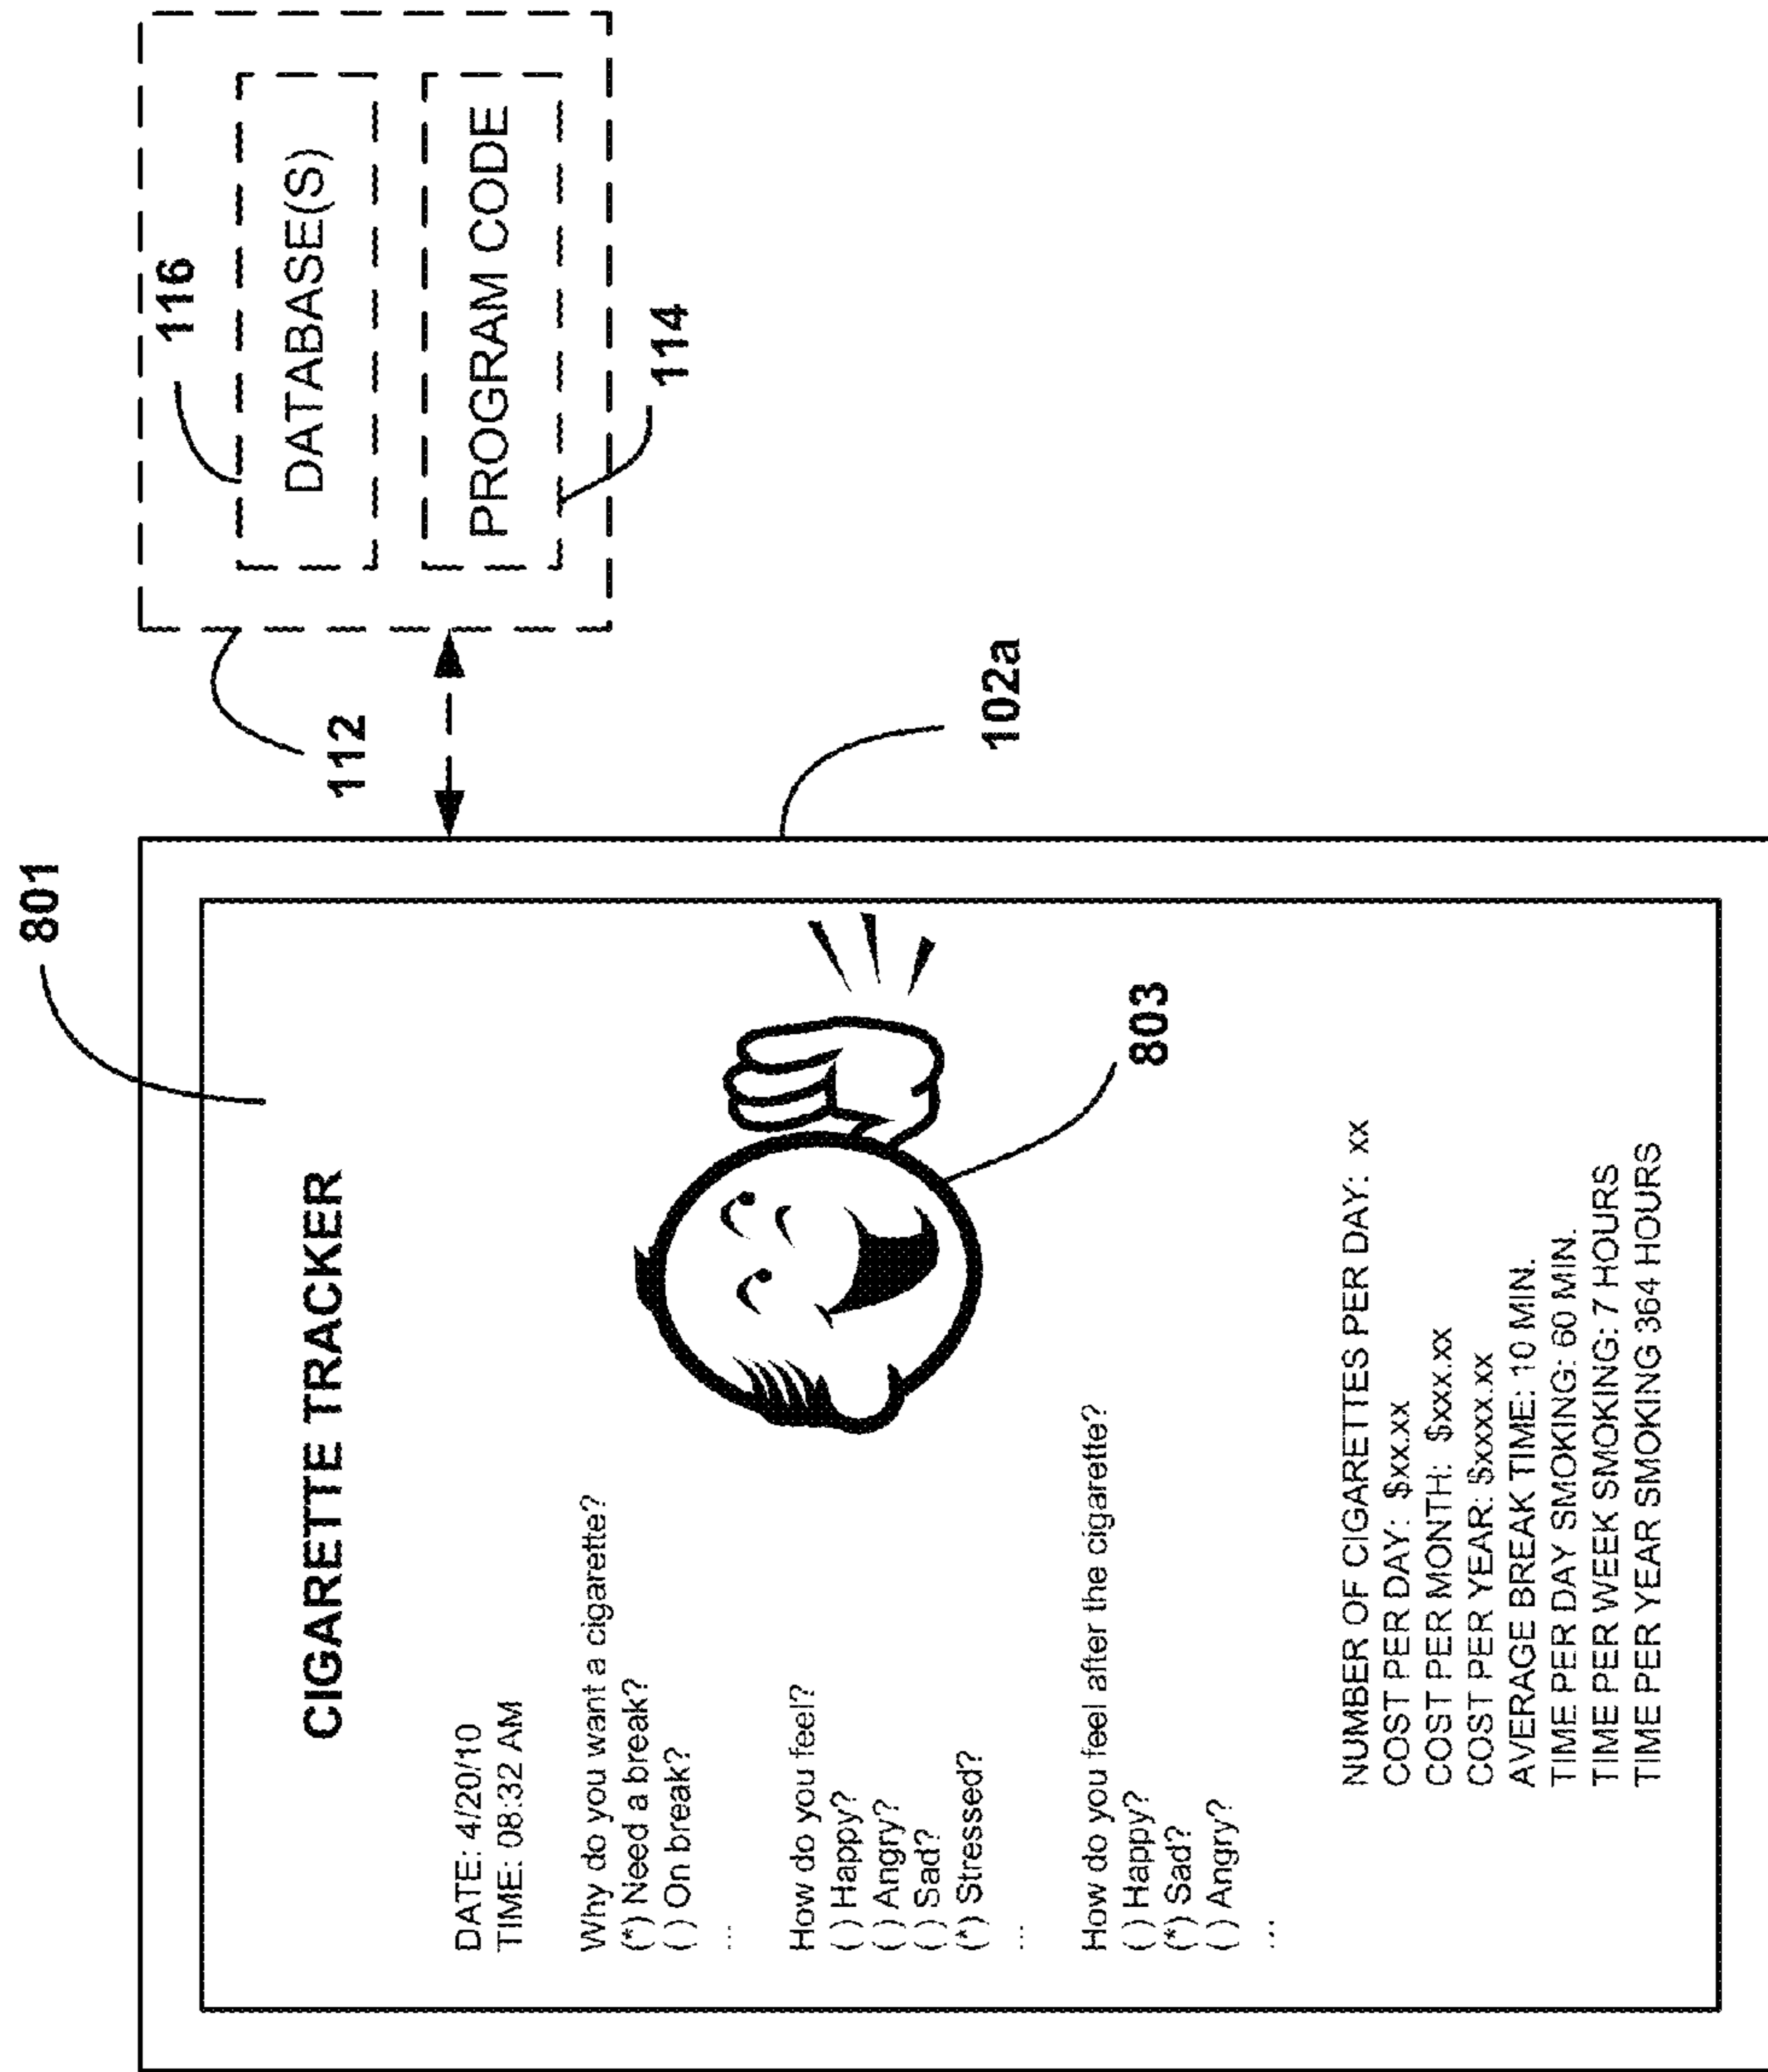 801
CIGARETTE TRACKER
DATE: 4/20/10
TIME: 08:32 AM
Why do you want a cigarette?
(*) Need a break?
( ) On break?
...
How do you feel?
( ) Happy?
( ) Angry?
( ) Sad?
(*) Stressed?
...
How do you feel after the cigarette?
( ) Happy?
(*) Sad?
( ) Angry?
...
803
NUMBER OF CIGARETTES PER DAY: xx
COST PER DAY: $xx.xx
COST PER MONTH: $xxx.xx
COST PER YEAR: $xxxx.xx
AVERAGE BREAK TIME: 10 MIN.
TIME PER DAY SMOKING: 60 MIN.
TIME PER WEEK SMOKING: 7 HOURS
TIME PER YEAR SMOKING 364 HOURS
102a
112
116
DATABASE(S)
PROGRAM CODE
114